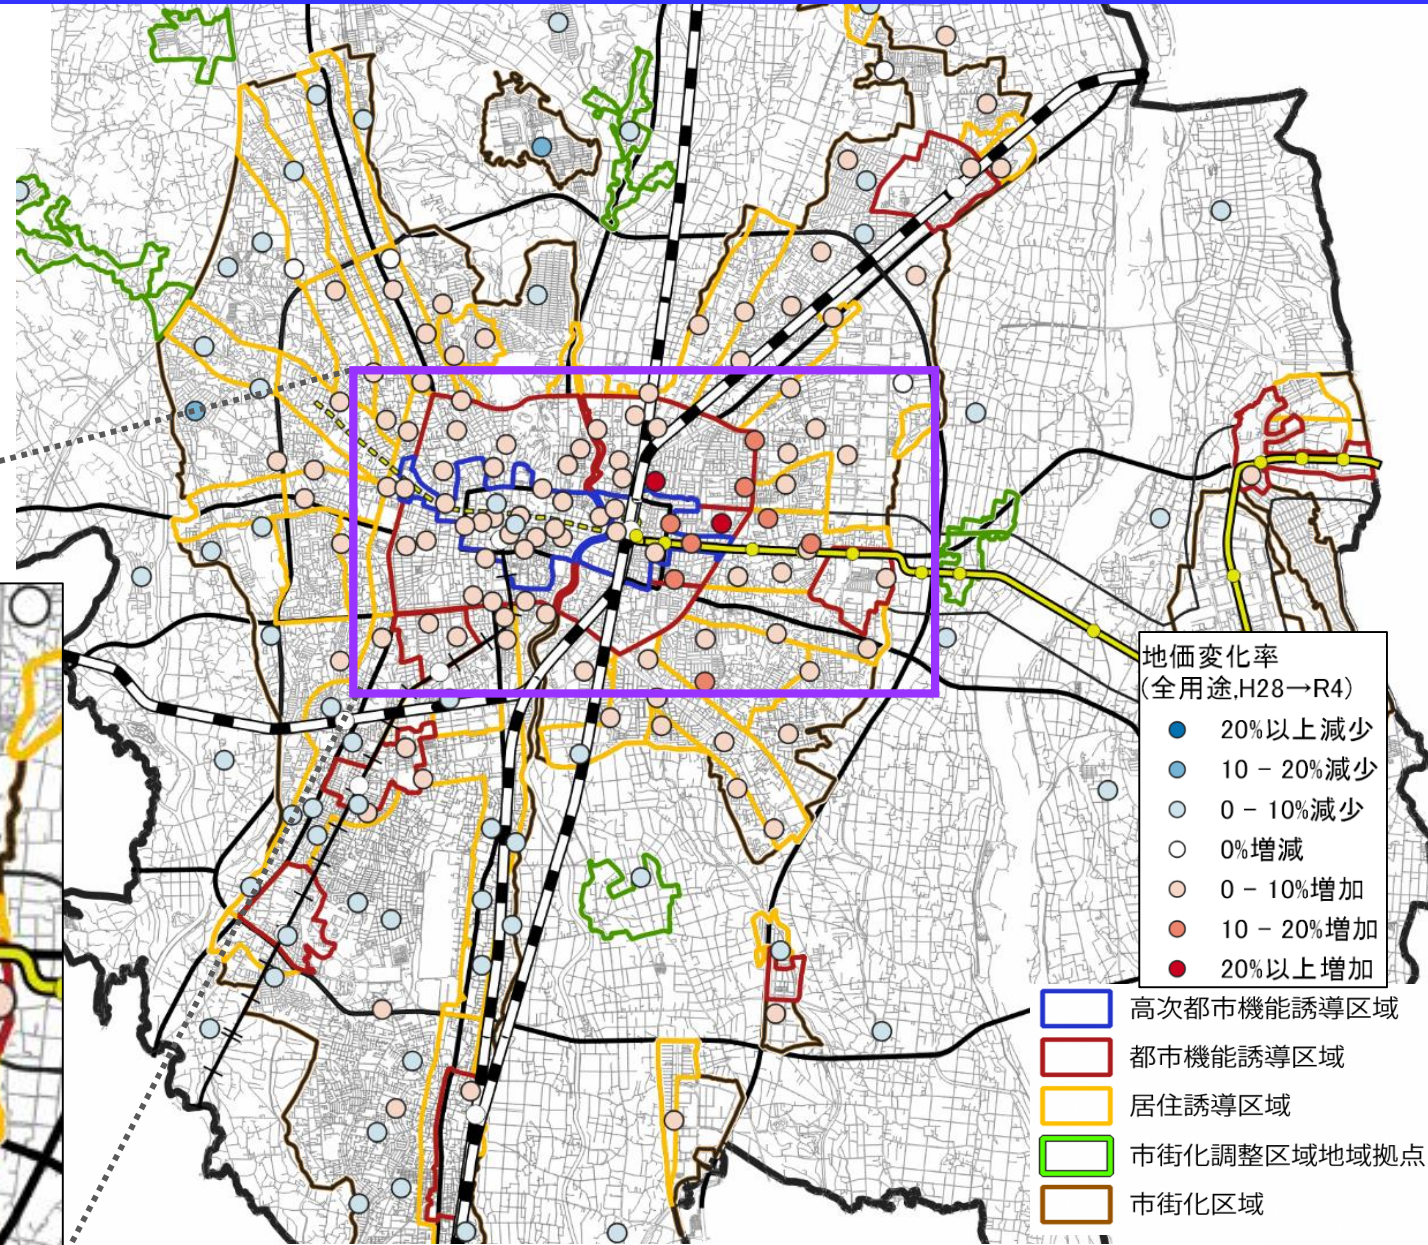 地価変化率
(全用途,H28→R4)
20%以上減少
10 − 20%減少
0 − 10%減少
0%増減
0 − 10%増加
10 − 20%増加
20%以上増加
高次都市機能誘導区域
都市機能誘導区域
居住誘導区域
市街化調整区域地域拠点
市街化区域